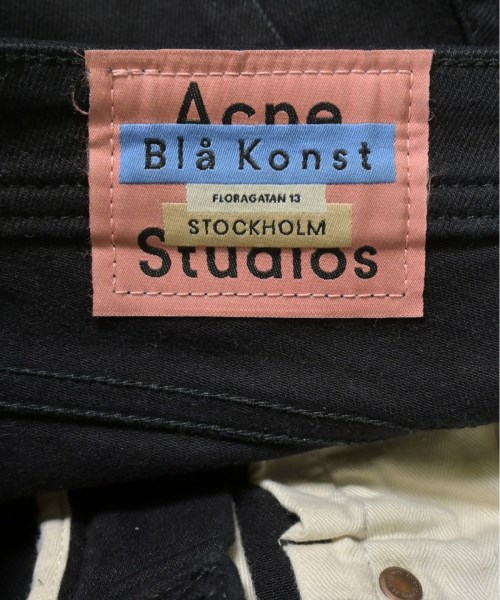 Acne
Blå Konst
FLORAGATAN 13
STOCKHOLM
Studios